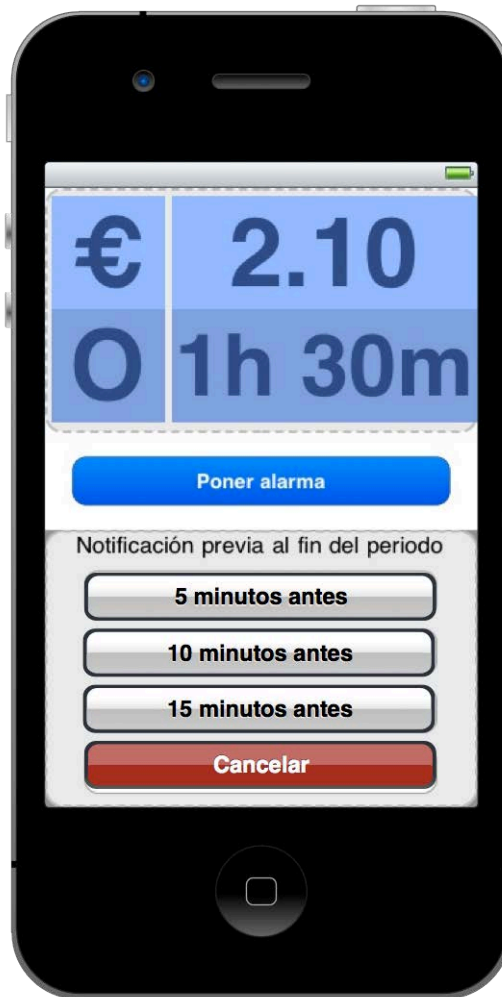 € 2.10
O 1h 30m
Poner alarma
Notificación previa al fin del periodo
5 minutos antes
10 minutos antes
15 minutos antes
Cancelar